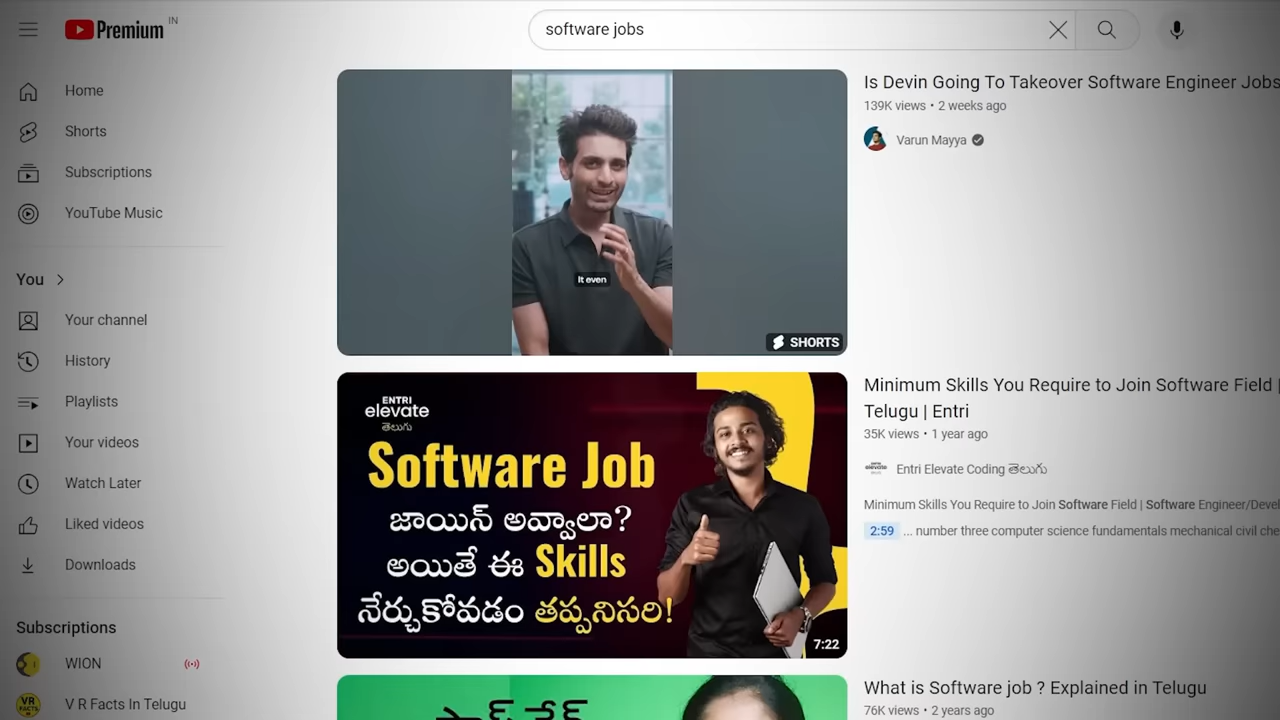 Premium IN
software jobs
Home
Shorts
Subscriptions
YouTube Music
You
Your channel
History
Playlists
Your videos
Watch Later
Liked videos
Downloads
Subscriptions
WION
V R Facts In Telugu
VR
FACTS
It even
SHORTS
Is Devin Going To Takeover Software Engineer Jobs
139K views • 2 weeks ago
Varun Mayya
ENTRI
elevate
తెలుగు
Software Job
జాయిన్ అవ్వాలా?
అయితే ఈ Skills
నేర్చుకోవడం తప్పనిసరి!
7:22
Minimum Skills You Require to Join Software Field |
Telugu | Entri
35K views • 1 year ago
Entri Elevate Coding తెలుగు
Minimum Skills You Require to Join Software Field | Software Engineer/Devel
2:59 ... number three computer science fundamentals mechanical civil che
What is Software job ? Explained in Telugu
76K views • 2 years ago